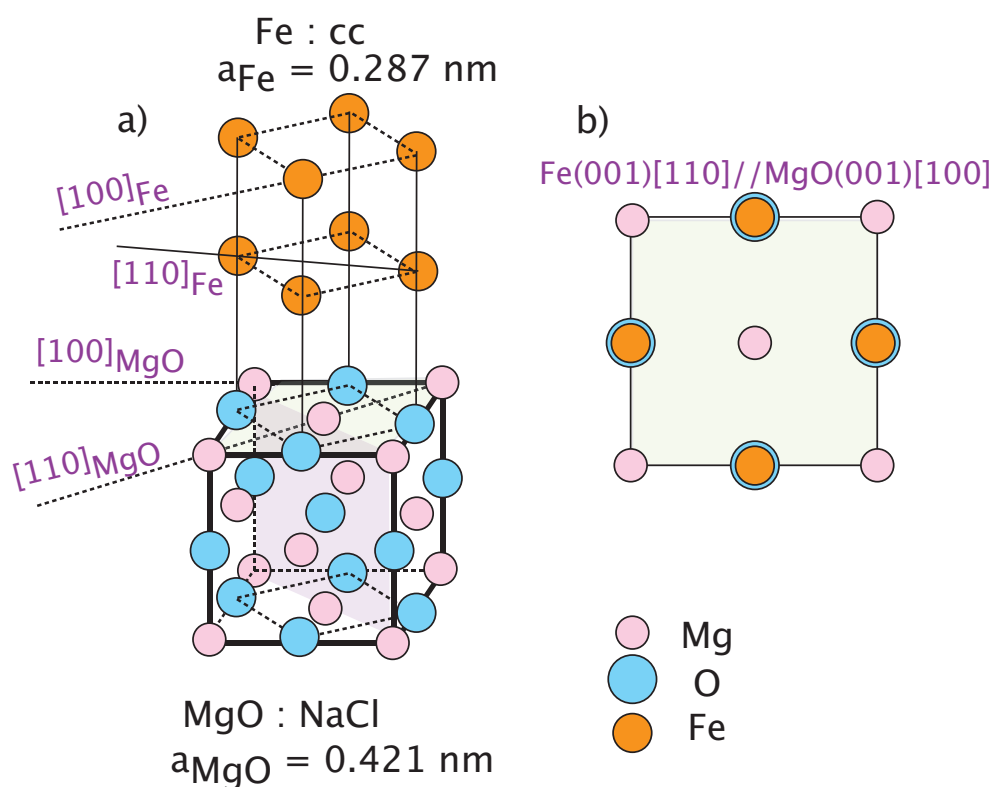 Fe : cc
aFe = 0.287 nm
a)
[100]Fe
[110]Fe
[100]MgO
[110]MgO
MgO : NaCl
aMgO = 0.421 nm
b)
Fe(001)[110]//MgO(001)[100]
Mg
O
Fe